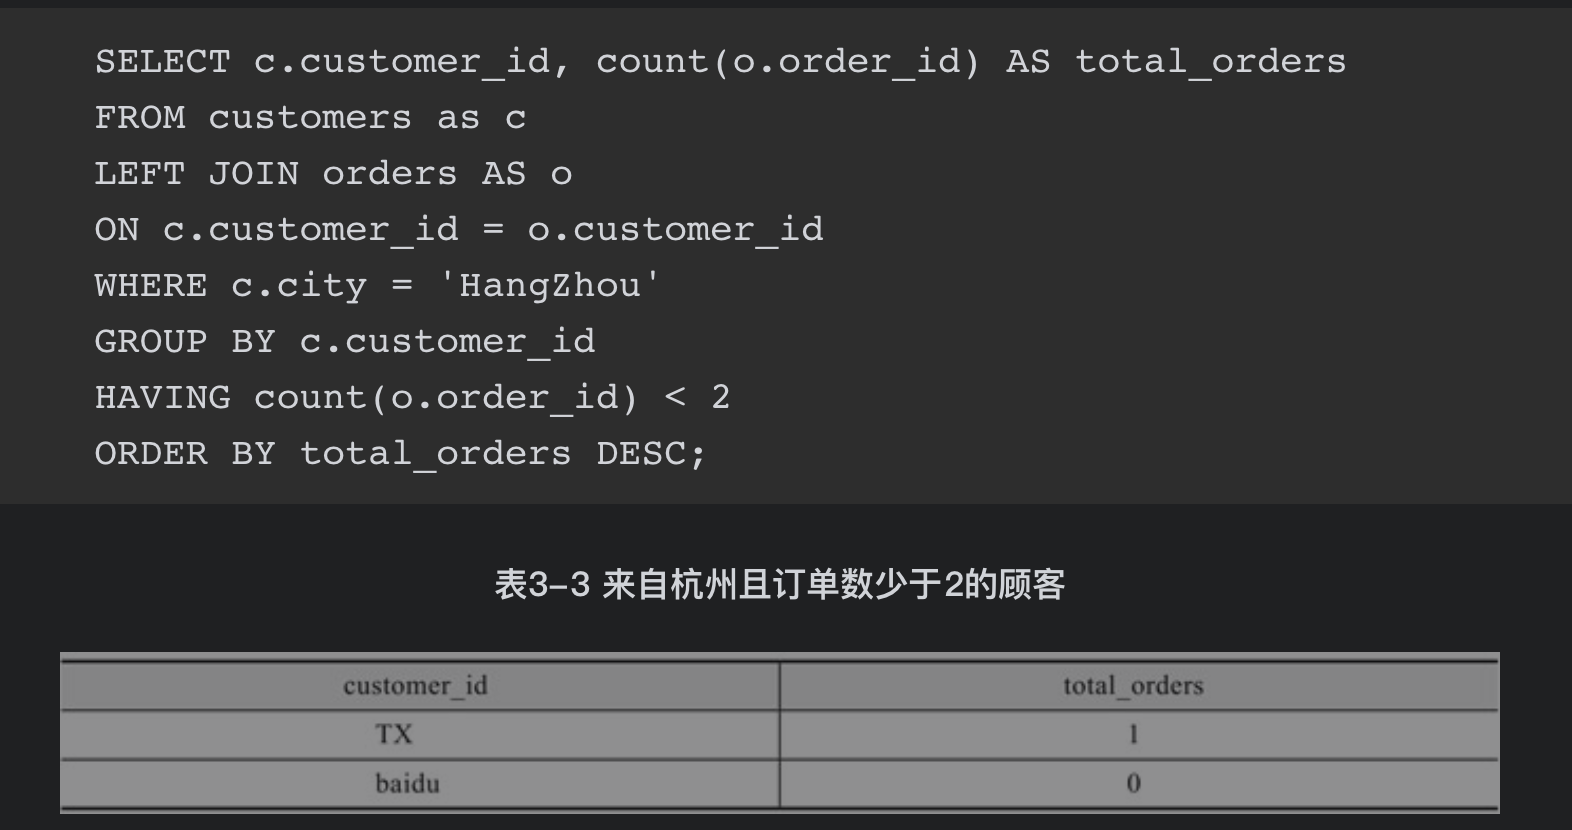 SELECT c.customer_id, count(o.order_id) AS total_orders
FROM customers as c
LEFT JOIN orders AS o
ON c.customer_id = o.customer_id
WHERE c.city = 'HangZhou'
GROUP BY c.customer_id
HAVING count(o.order_id) < 2
ORDER BY total_orders DESC;
表3-3 来自杭州且订单数少于2的顾客
customer_id total_orders
TX 1
baidu 0